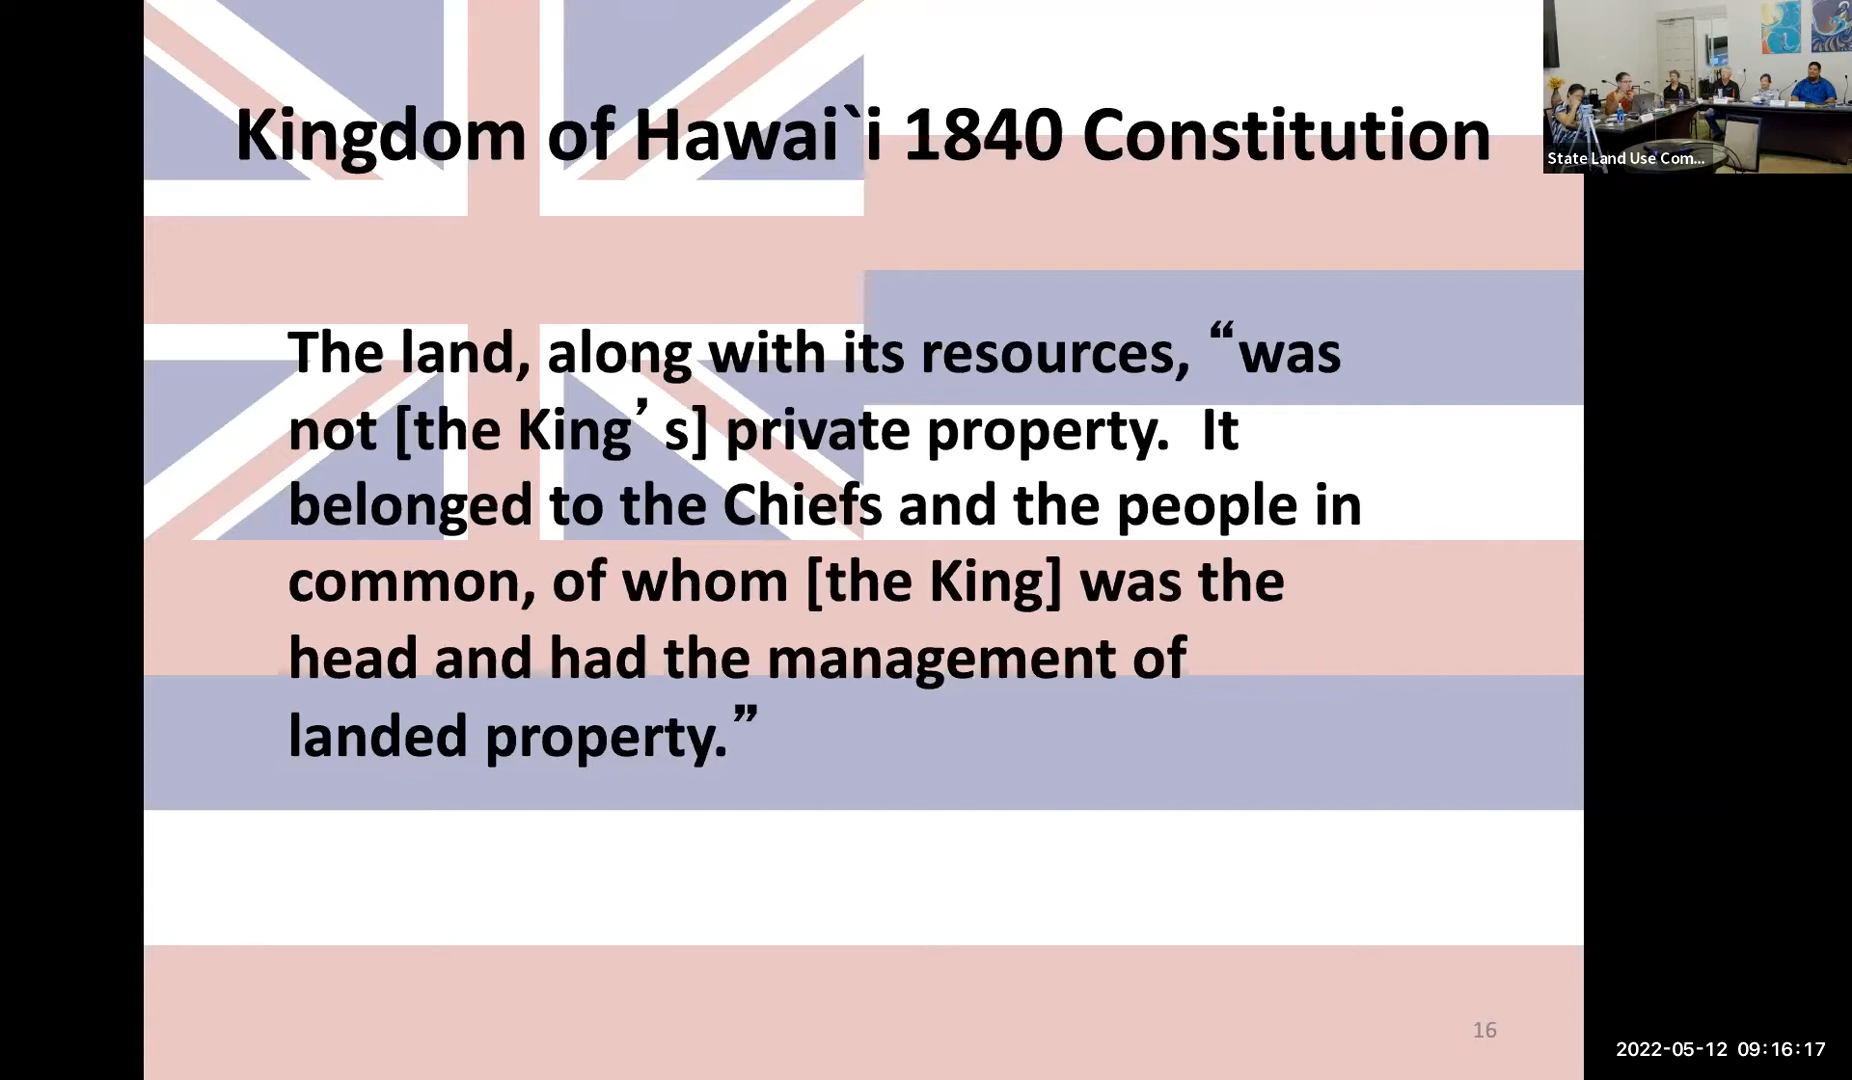 Kingdom of Hawai`i 1840 Constitution
State Land Use Com...
The land, along with its resources, “was
not [the King’s] private property.  It
belonged to the Chiefs and the people in
common, of whom [the King] was the
head and had the management of
landed property.”
16
2022-05-12 09:16:17